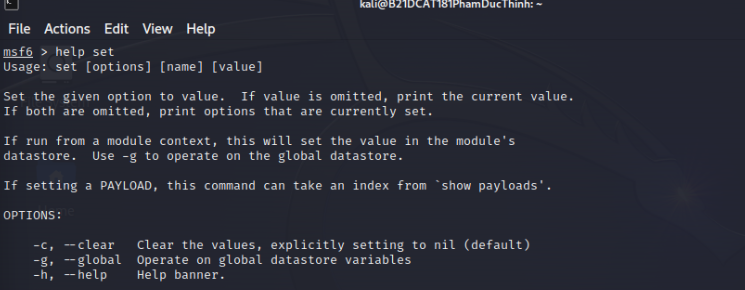 kali@B21DCAT181PhamDucThinh: ~
File Actions Edit View Help
msf6 > help set
Usage: set [options] [name] [value]
Set the given option to value.  If value is omitted, print the current value.
If both are omitted, print options that are currently set.
If run from a module context, this will set the value in the module's
datastore.  Use -g to operate on the global datastore.
If setting a PAYLOAD, this command can take an index from `show payloads'.
OPTIONS:
-c, --clear   Clear the values, explicitly setting to nil (default)
-g, --global  Operate on global datastore variables
-h, --help    Help banner.